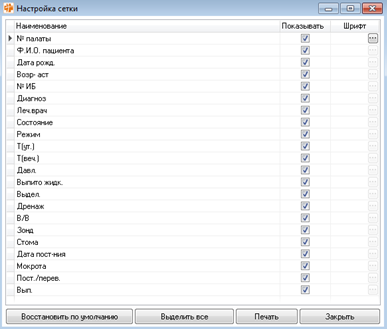 Настройка сетки
Наименование Показывать Шрифт
№ палаты ...
Ф.И.О. пациента
Дата рожд.
Возр- аст
№ ИБ
Диагноз
Леч.врач
Состояние
Режим
Т(ут.)
Т(веч.)
Давл.
Выпито жидк.
Выдел.
Дренаж
В/В
Зонд
Стома
Дата пост-ния
Мокрота
Пост./перев.
Вып.
Восстановить по умолчанию Выделить все Печать Закрыть